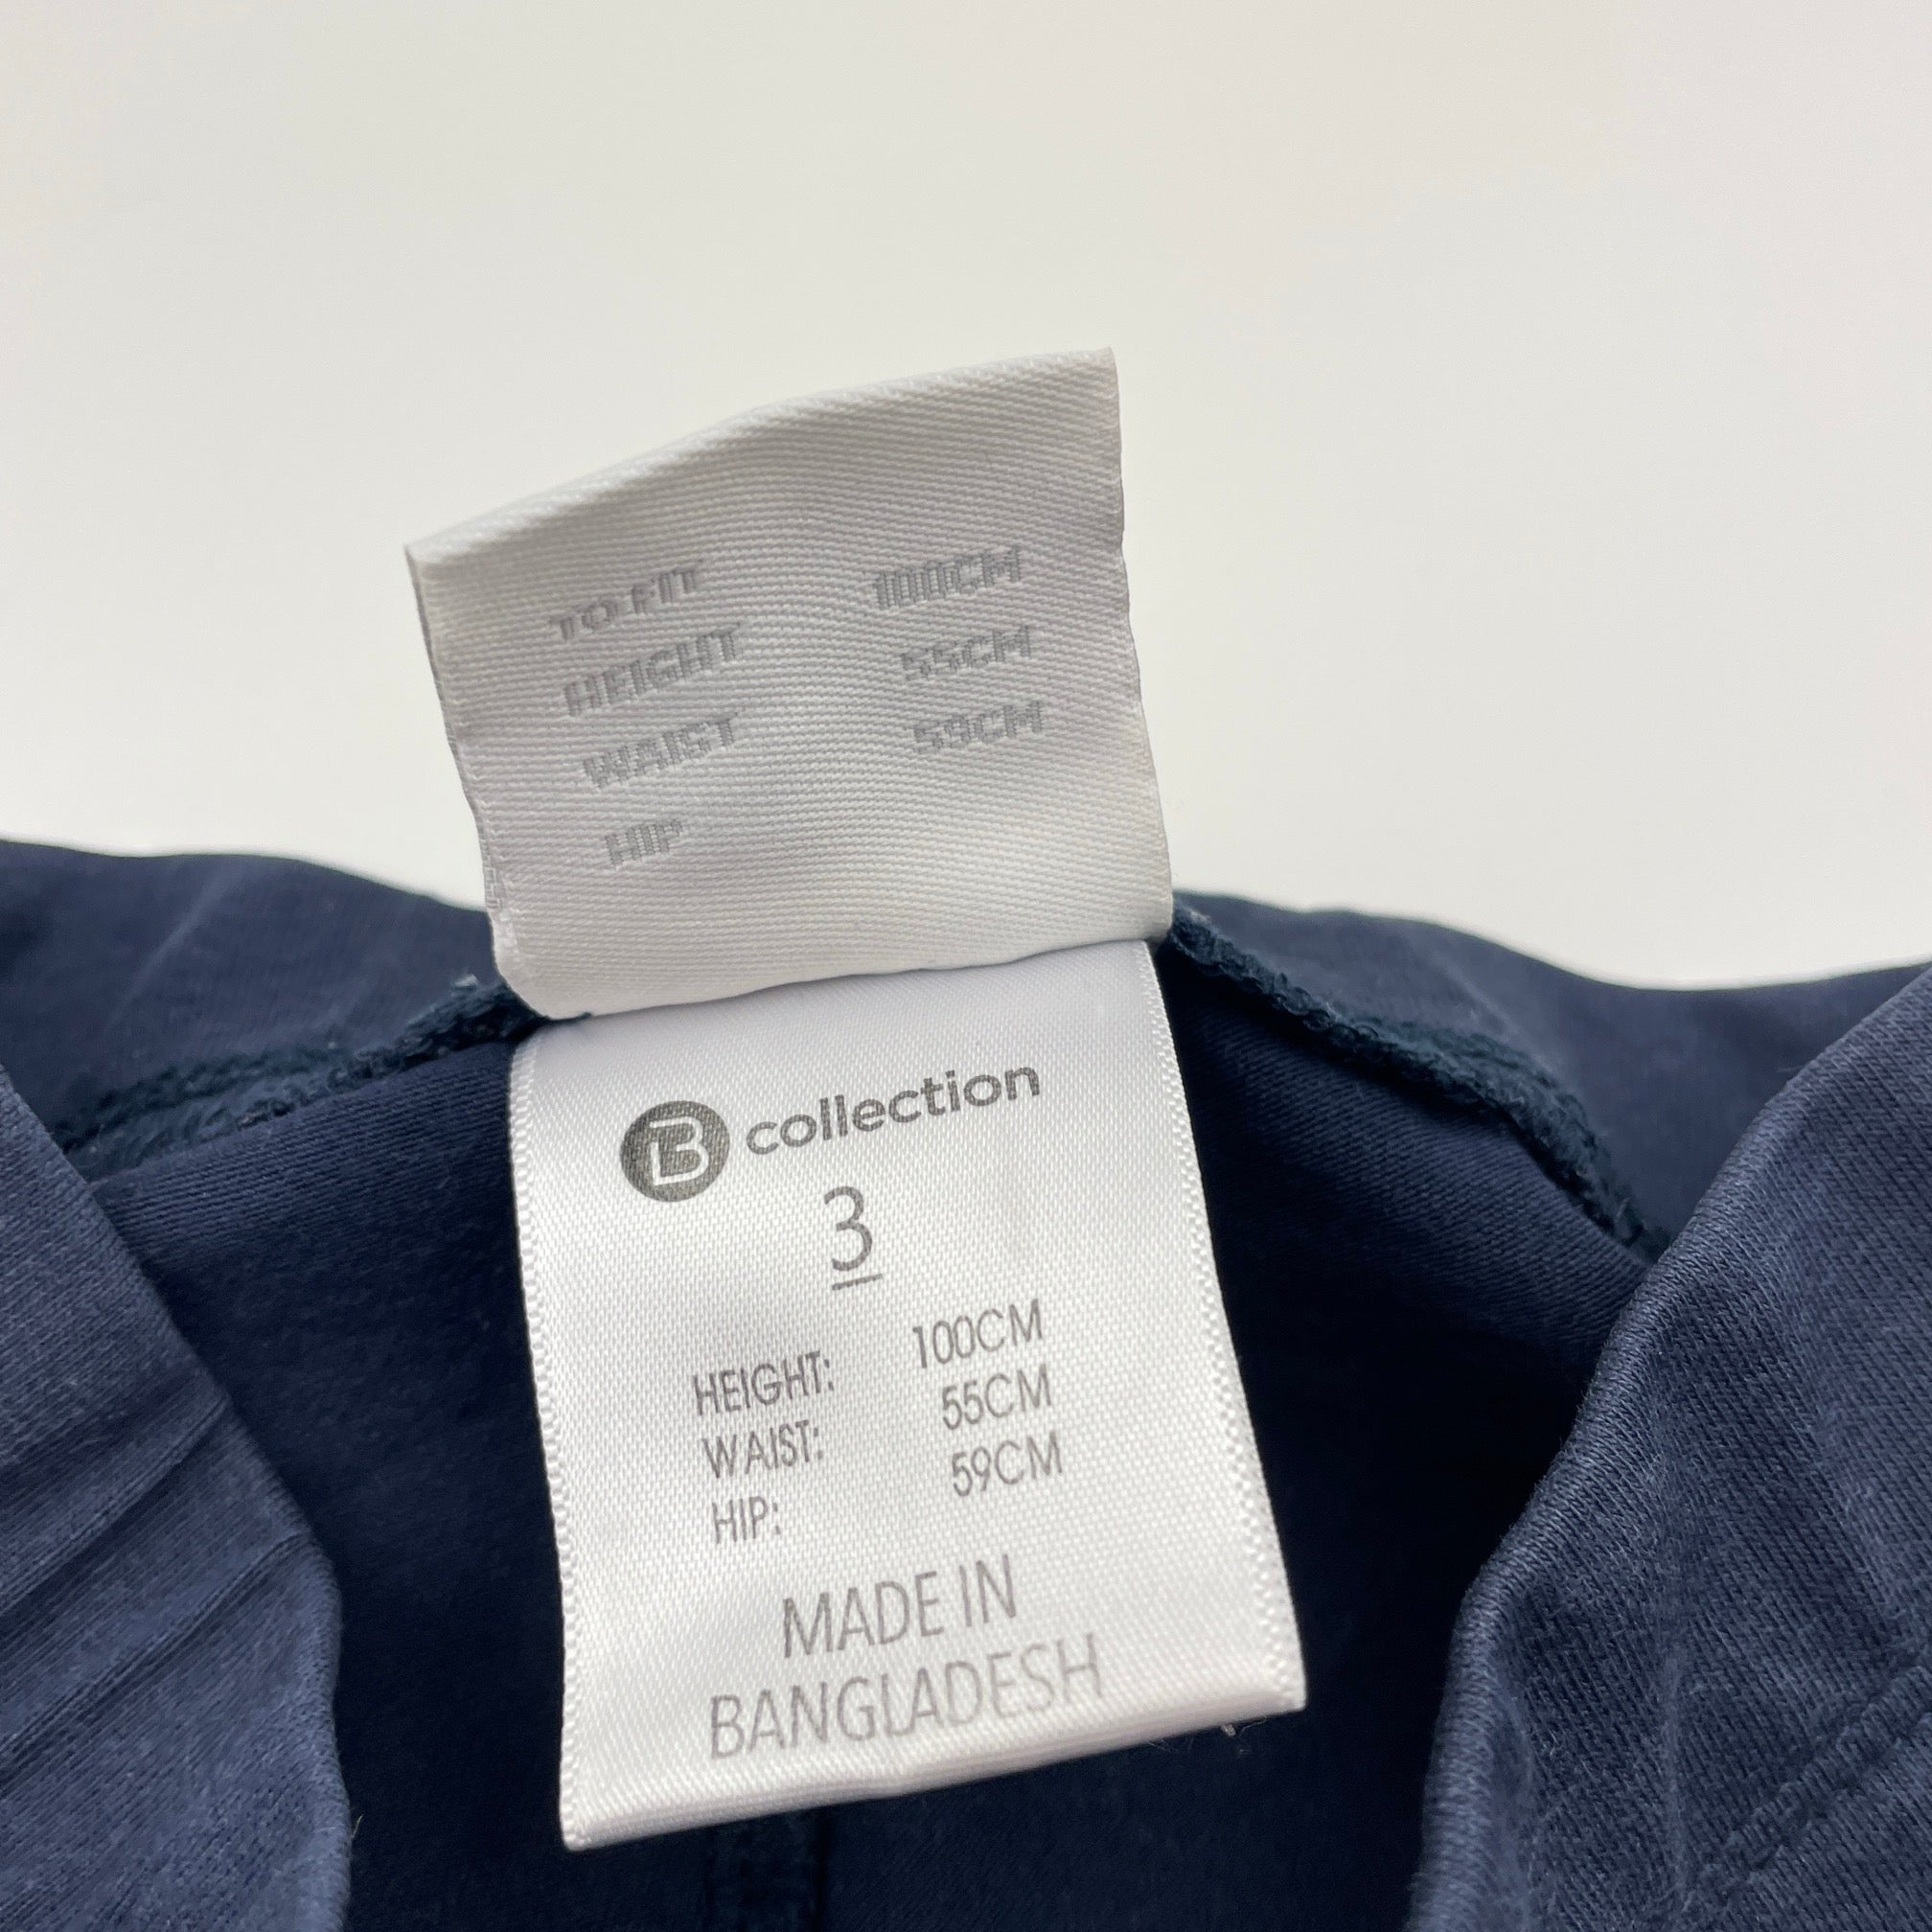 TO FIT
HEIGHT 100CM
WAIST 55CM
HIP 59CM
B collection
3
HEIGHT: 100CM
WAIST: 55CM
HIP: 59CM
MADE IN
BANGLADESH